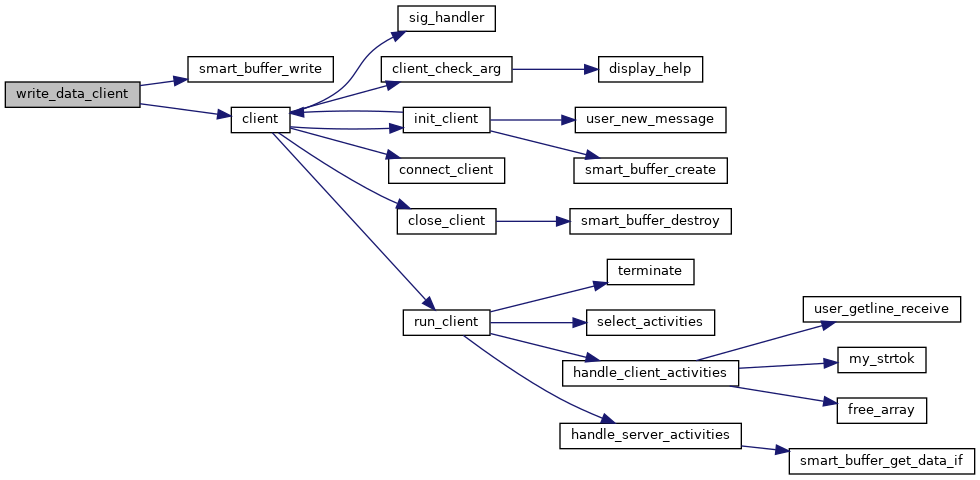 sig_handler
smart_buffer_write
client_check_arg
display_help
write_data_client
client
init_client
user_new_message
connect_client
smart_buffer_create
close_client
smart_buffer_destroy
terminate
user_getline_receive
run_client
select_activities
my_strtok
handle_client_activities
free_array
handle_server_activities
smart_buffer_get_data_if